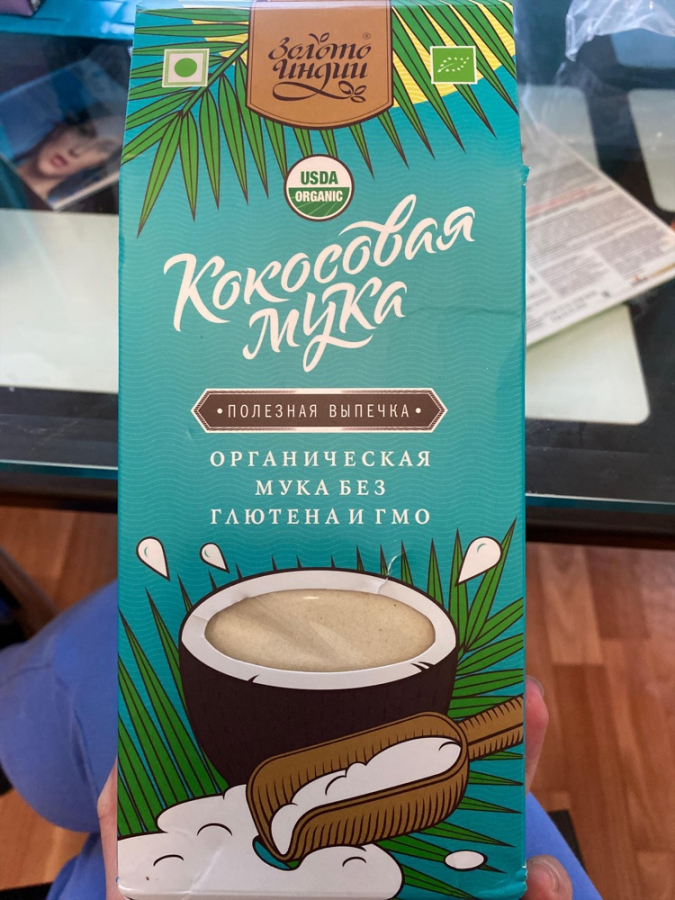 Золото
Индии
®
USDA
ORGANIC
Кокосовая
мука
• ПОЛЕЗНАЯ ВЫПЕЧКА •
ОРГАНИЧЕСКАЯ
МУКА БЕЗ
ГЛЮТЕНА И ГМО